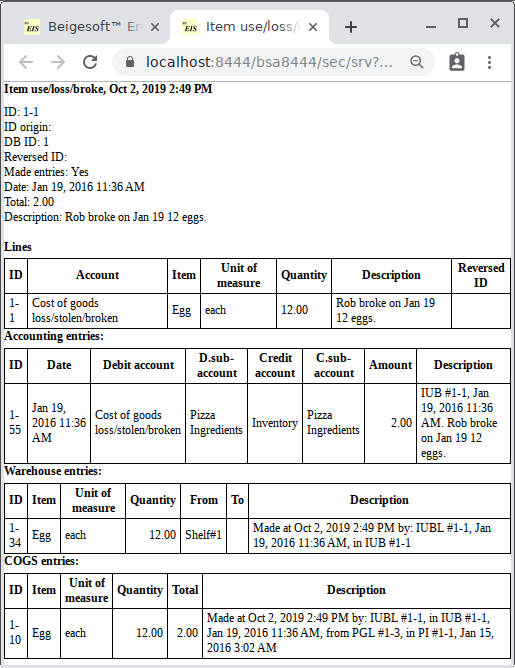 Beigesoft™ En
Item use/loss/
localhost:8444/bsa8444/sec/srv?...
Item use/loss/broke, Oct 2, 2019 2:49 PM
ID: 1-1
ID origin:
DB ID: 1
Reversed ID:
Made entries: Yes
Date: Jan 19, 2016 11:36 AM
Total: 2.00
Description: Rob broke on Jan 19 12 eggs.
Lines
ID Account Item Unit of measure Quantity Description Reversed ID
1-1 Cost of goods loss/stolen/broken Egg each 12.00 Rob broke on Jan 19 12 eggs.
Accounting entries:
ID Date Debit account D.sub-account Credit account C.sub-account Amount Description
1-55 Jan 19, 2016 11:36 AM Cost of goods loss/stolen/broken Pizza Ingredients Inventory Pizza Ingredients 2.00 IUB #1-1, Jan 19, 2016 11:36 AM. Rob broke on Jan 19 12 eggs.
Warehouse entries:
ID Item Unit of measure Quantity From To Description
1-34 Egg each 12.00 Shelf#1 Made at Oct 2, 2019 2:49 PM by: IUBL #1-1, Jan 19, 2016 11:36 AM, in IUB #1-1
COGS entries:
ID Item Unit of measure Quantity Total Description
1-10 Egg each 12.00 2.00 Made at Oct 2, 2019 2:49 PM by: IUBL #1-1, in IUB #1-1, Jan 19, 2016 11:36 AM, from PGL #1-3, in PI #1-1, Jan 15, 2016 3:02 AM